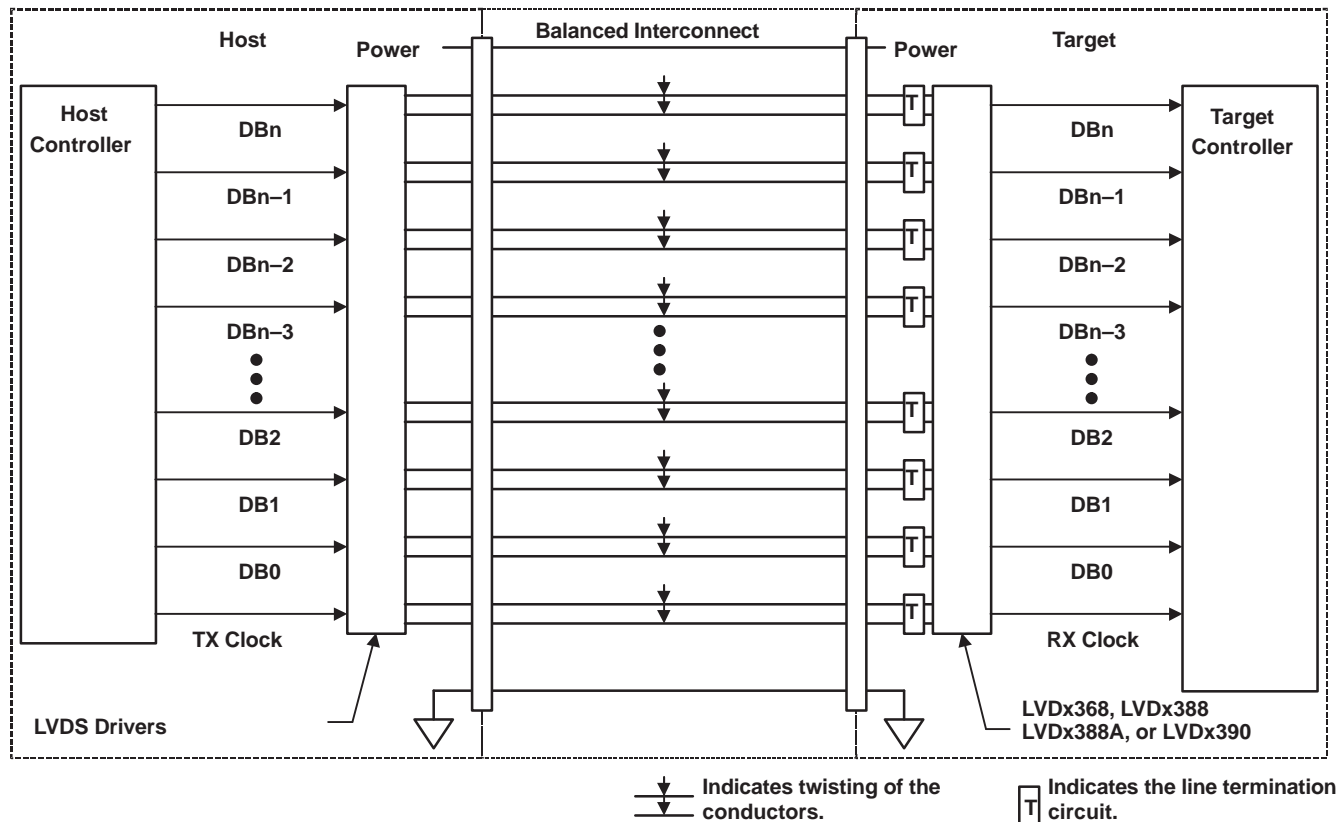 Host
Power
Balanced Interconnect
Power
Target
Host
Controller
Target
Controller
T
DBn
DBn
T
DBn–1
DBn–1
T
DBn–2
DBn–2
T
DBn–3
DBn–3
T
DB2
DB2
T
DB1
DB1
T
DB0
DB0
T
TX Clock
RX Clock
LVDS Drivers
LVDx368, LVDx388
LVDx388A, or LVDx390
Indicates twisting of the
conductors.
T
Indicates the line termination
circuit.